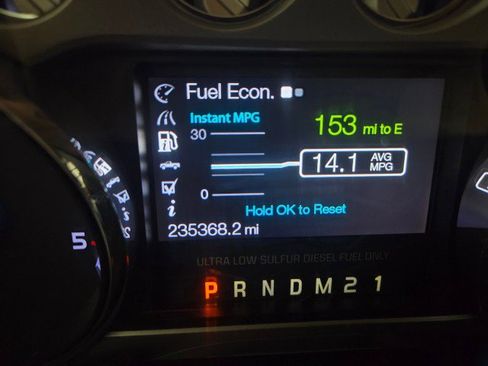 Fuel Econ.
Instant MPG
30
153 mi to E
14.1 AVG MPG
0
Hold OK to Reset
235368.2 mi
5
ULTRA LOW SULFUR DIESEL FUEL ONLY
P R N D M 2 1